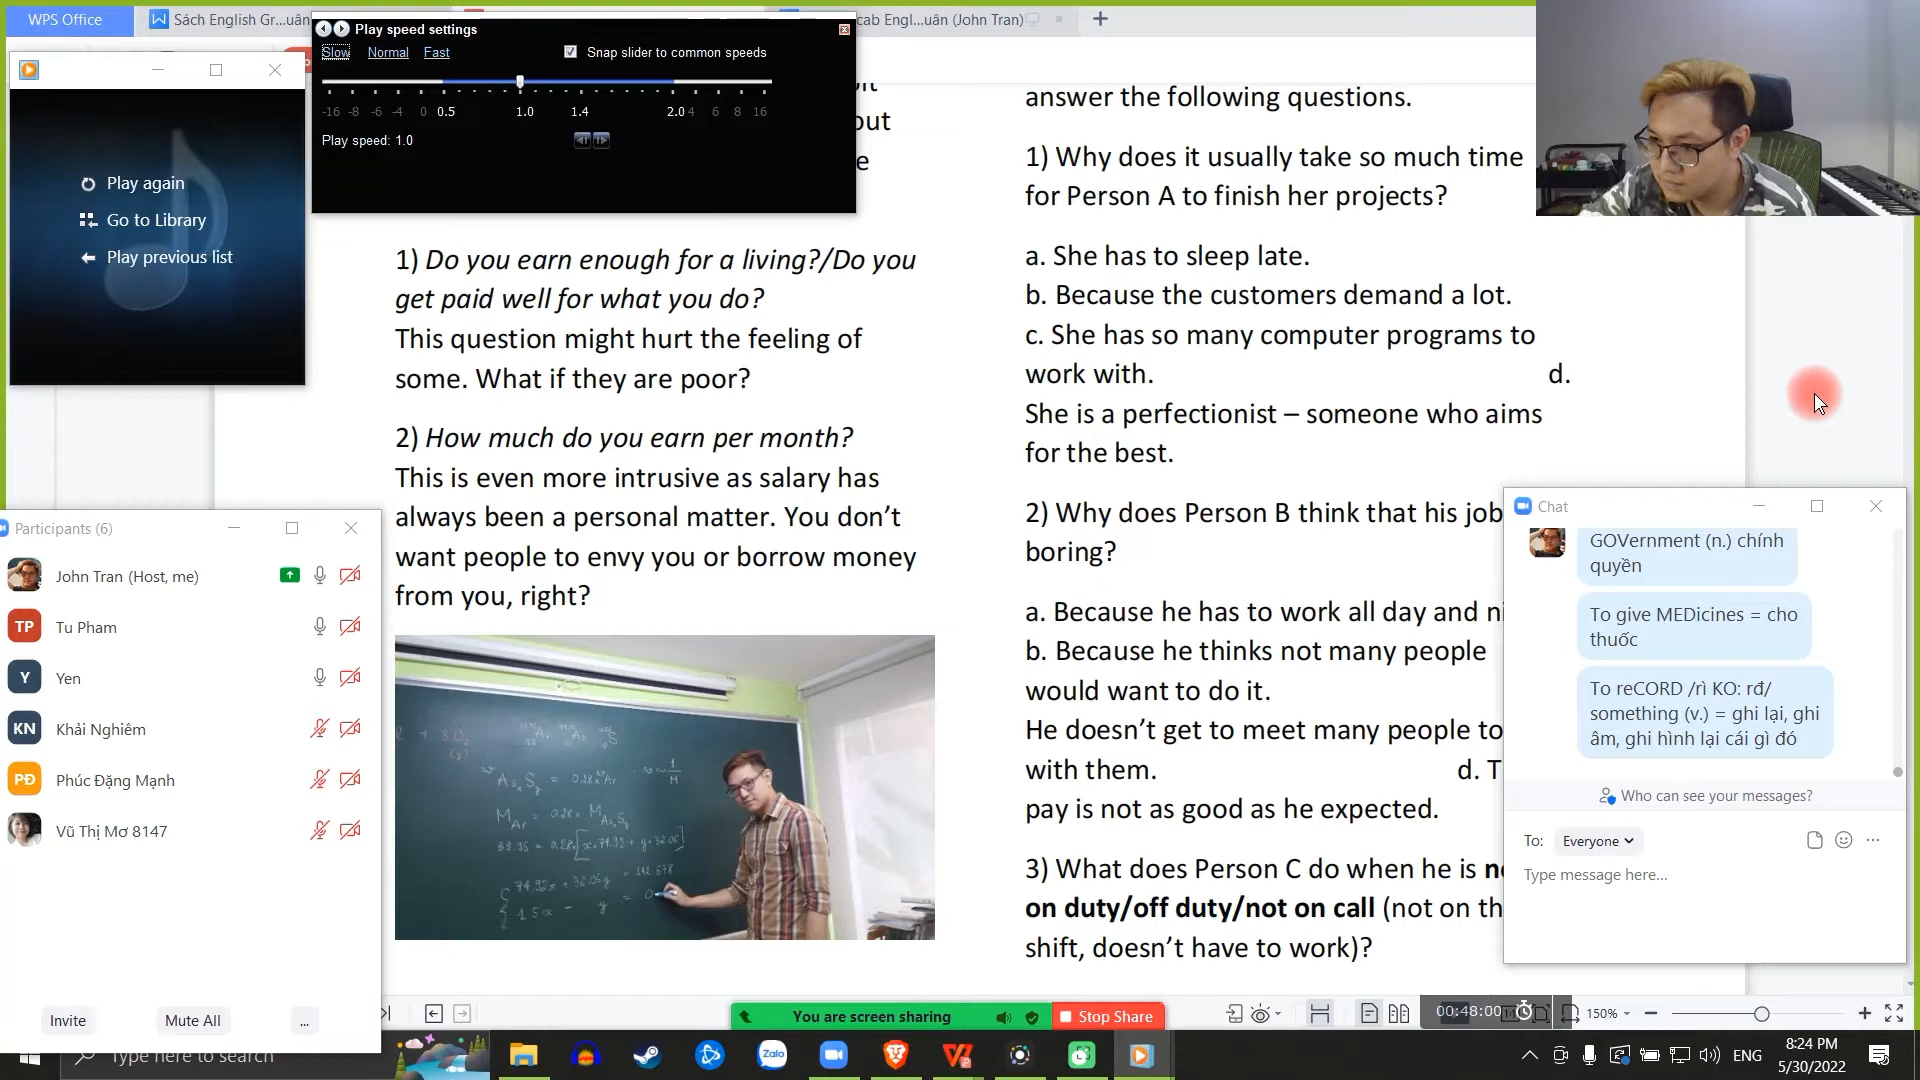 WPS Office
Sách English Gr...uân
cab Engl...uân (John Tran)
Play speed settings
Slow Normal Fast
Snap slider to common speeds
-16 -8 -6 -4 0 0.5 1.0 1.4 2.0 4 6 8 16
Play speed: 1.0
Play again
Go to Library
Play previous list
out
e
1) Do you earn enough for a living?/Do you
get paid well for what you do?
This question might hurt the feeling of
some. What if they are poor?
2) How much do you earn per month?
This is even more intrusive as salary has
always been a personal matter. You don't
want people to envy you or borrow money
from you, right?
answer the following questions.
1) Why does it usually take so much time
for Person A to finish her projects?
a. She has to sleep late.
b. Because the customers demand a lot.
c. She has so many computer programs to
work with. d.
She is a perfectionist – someone who aims
for the best.
2) Why does Person B think that his job
boring?
a. Because he has to work all day and ni
b. Because he thinks not many people
would want to do it.
He doesn't get to meet many people to
with them. d. T
pay is not as good as he expected.
3) What does Person C do when he is n
on duty/off duty/not on call (not on th
shift, doesn't have to work)?
Participants (6)
John Tran (Host, me)
TP Tu Pham
Y Yen
KN Khải Nghiêm
PĐ Phúc Đặng Mạnh
Vũ Thị Mơ 8147
Invite Mute All ...
Chat
GOVernment (n.) chính
quyền
To give MEDicines = cho
thuốc
To reCORD /rì KO: rđ/
something (v.) = ghi lại, ghi
âm, ghi hình lại cái gì đó
Who can see your messages?
To: Everyone
Type message here...
You are screen sharing
Stop Share
00:48:00
150%
Type here to search
Zalo
ENG
8:24 PM
5/30/2022